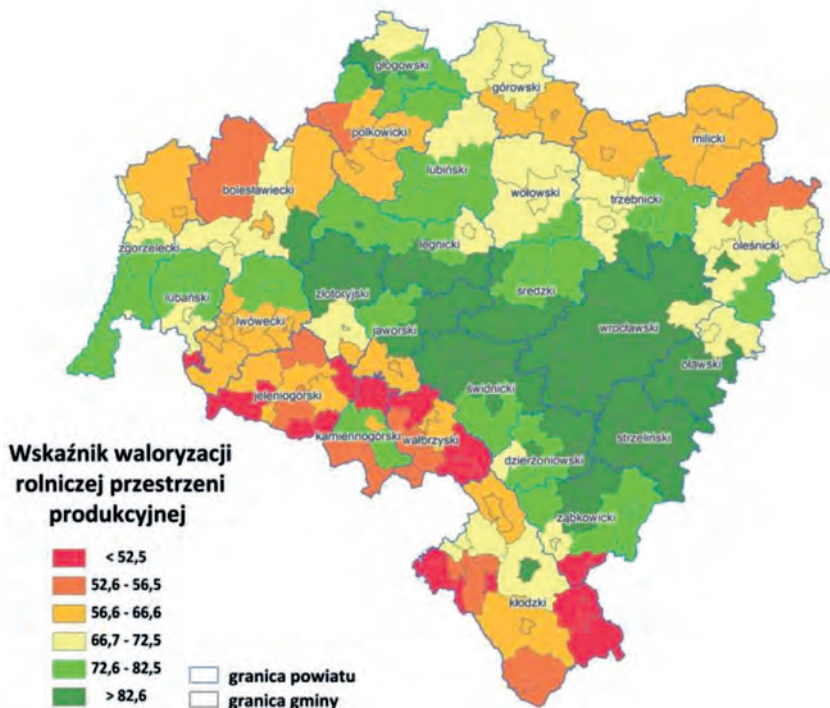 głogowski
górowski
polkowicki
milicki
bolesławiecki
lubiński
wołowski
trzebnicki
zgorzelecki
legnicki
oleśnicki
lubański
złotoryjski
średzki
lwówecki
jaworski
wrocławski
oławski
świdnicki
jeleniogórski
kamiennogórski
wałbrzyski
strzeliński
dzierżoniowski
ząbkowicki
kłodzki
Wskaźnik waloryzacji
rolniczej przestrzeni
produkcyjnej
< 52,5
52,6 - 56,5
56,6 - 66,6
66,7 - 72,5
72,6 - 82,5
> 82,6
granica powiatu
granica gminy